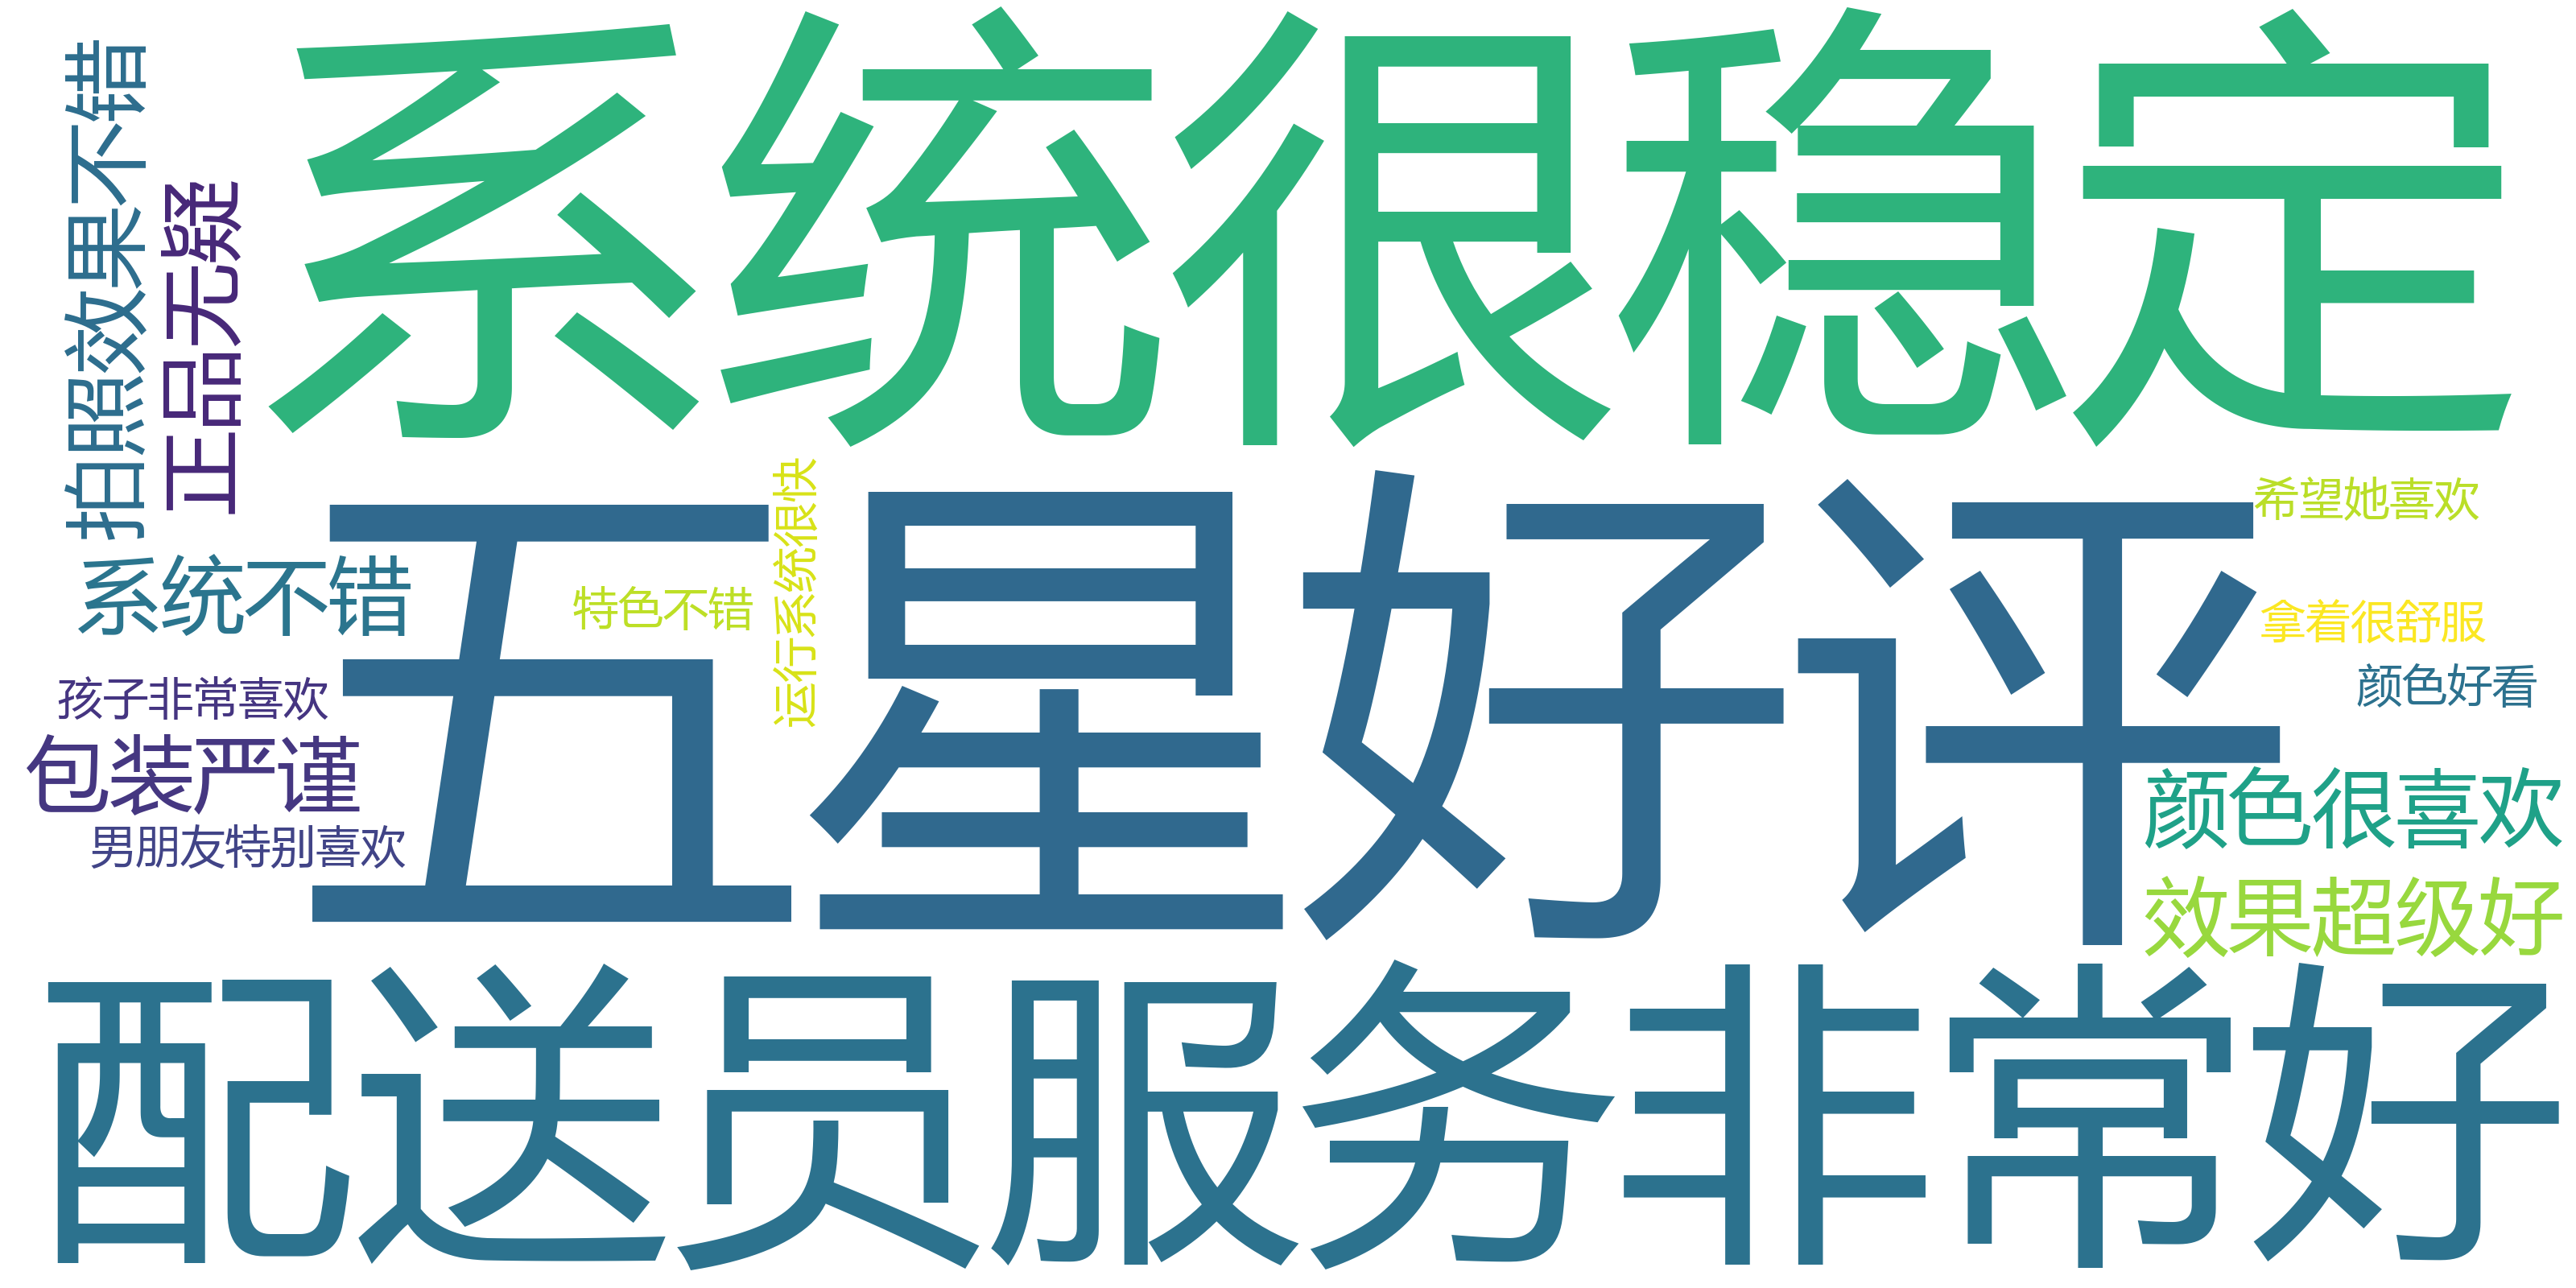 系统很稳定
拍照效果不错
正品无疑
五星好评
运行系统很快
希望她喜欢
系统不错
特色不错
拿着很舒服
孩子非常喜欢
颜色好看
包装严谨
颜色很喜欢
男朋友特别喜欢
效果超级好
配送员服务非常好